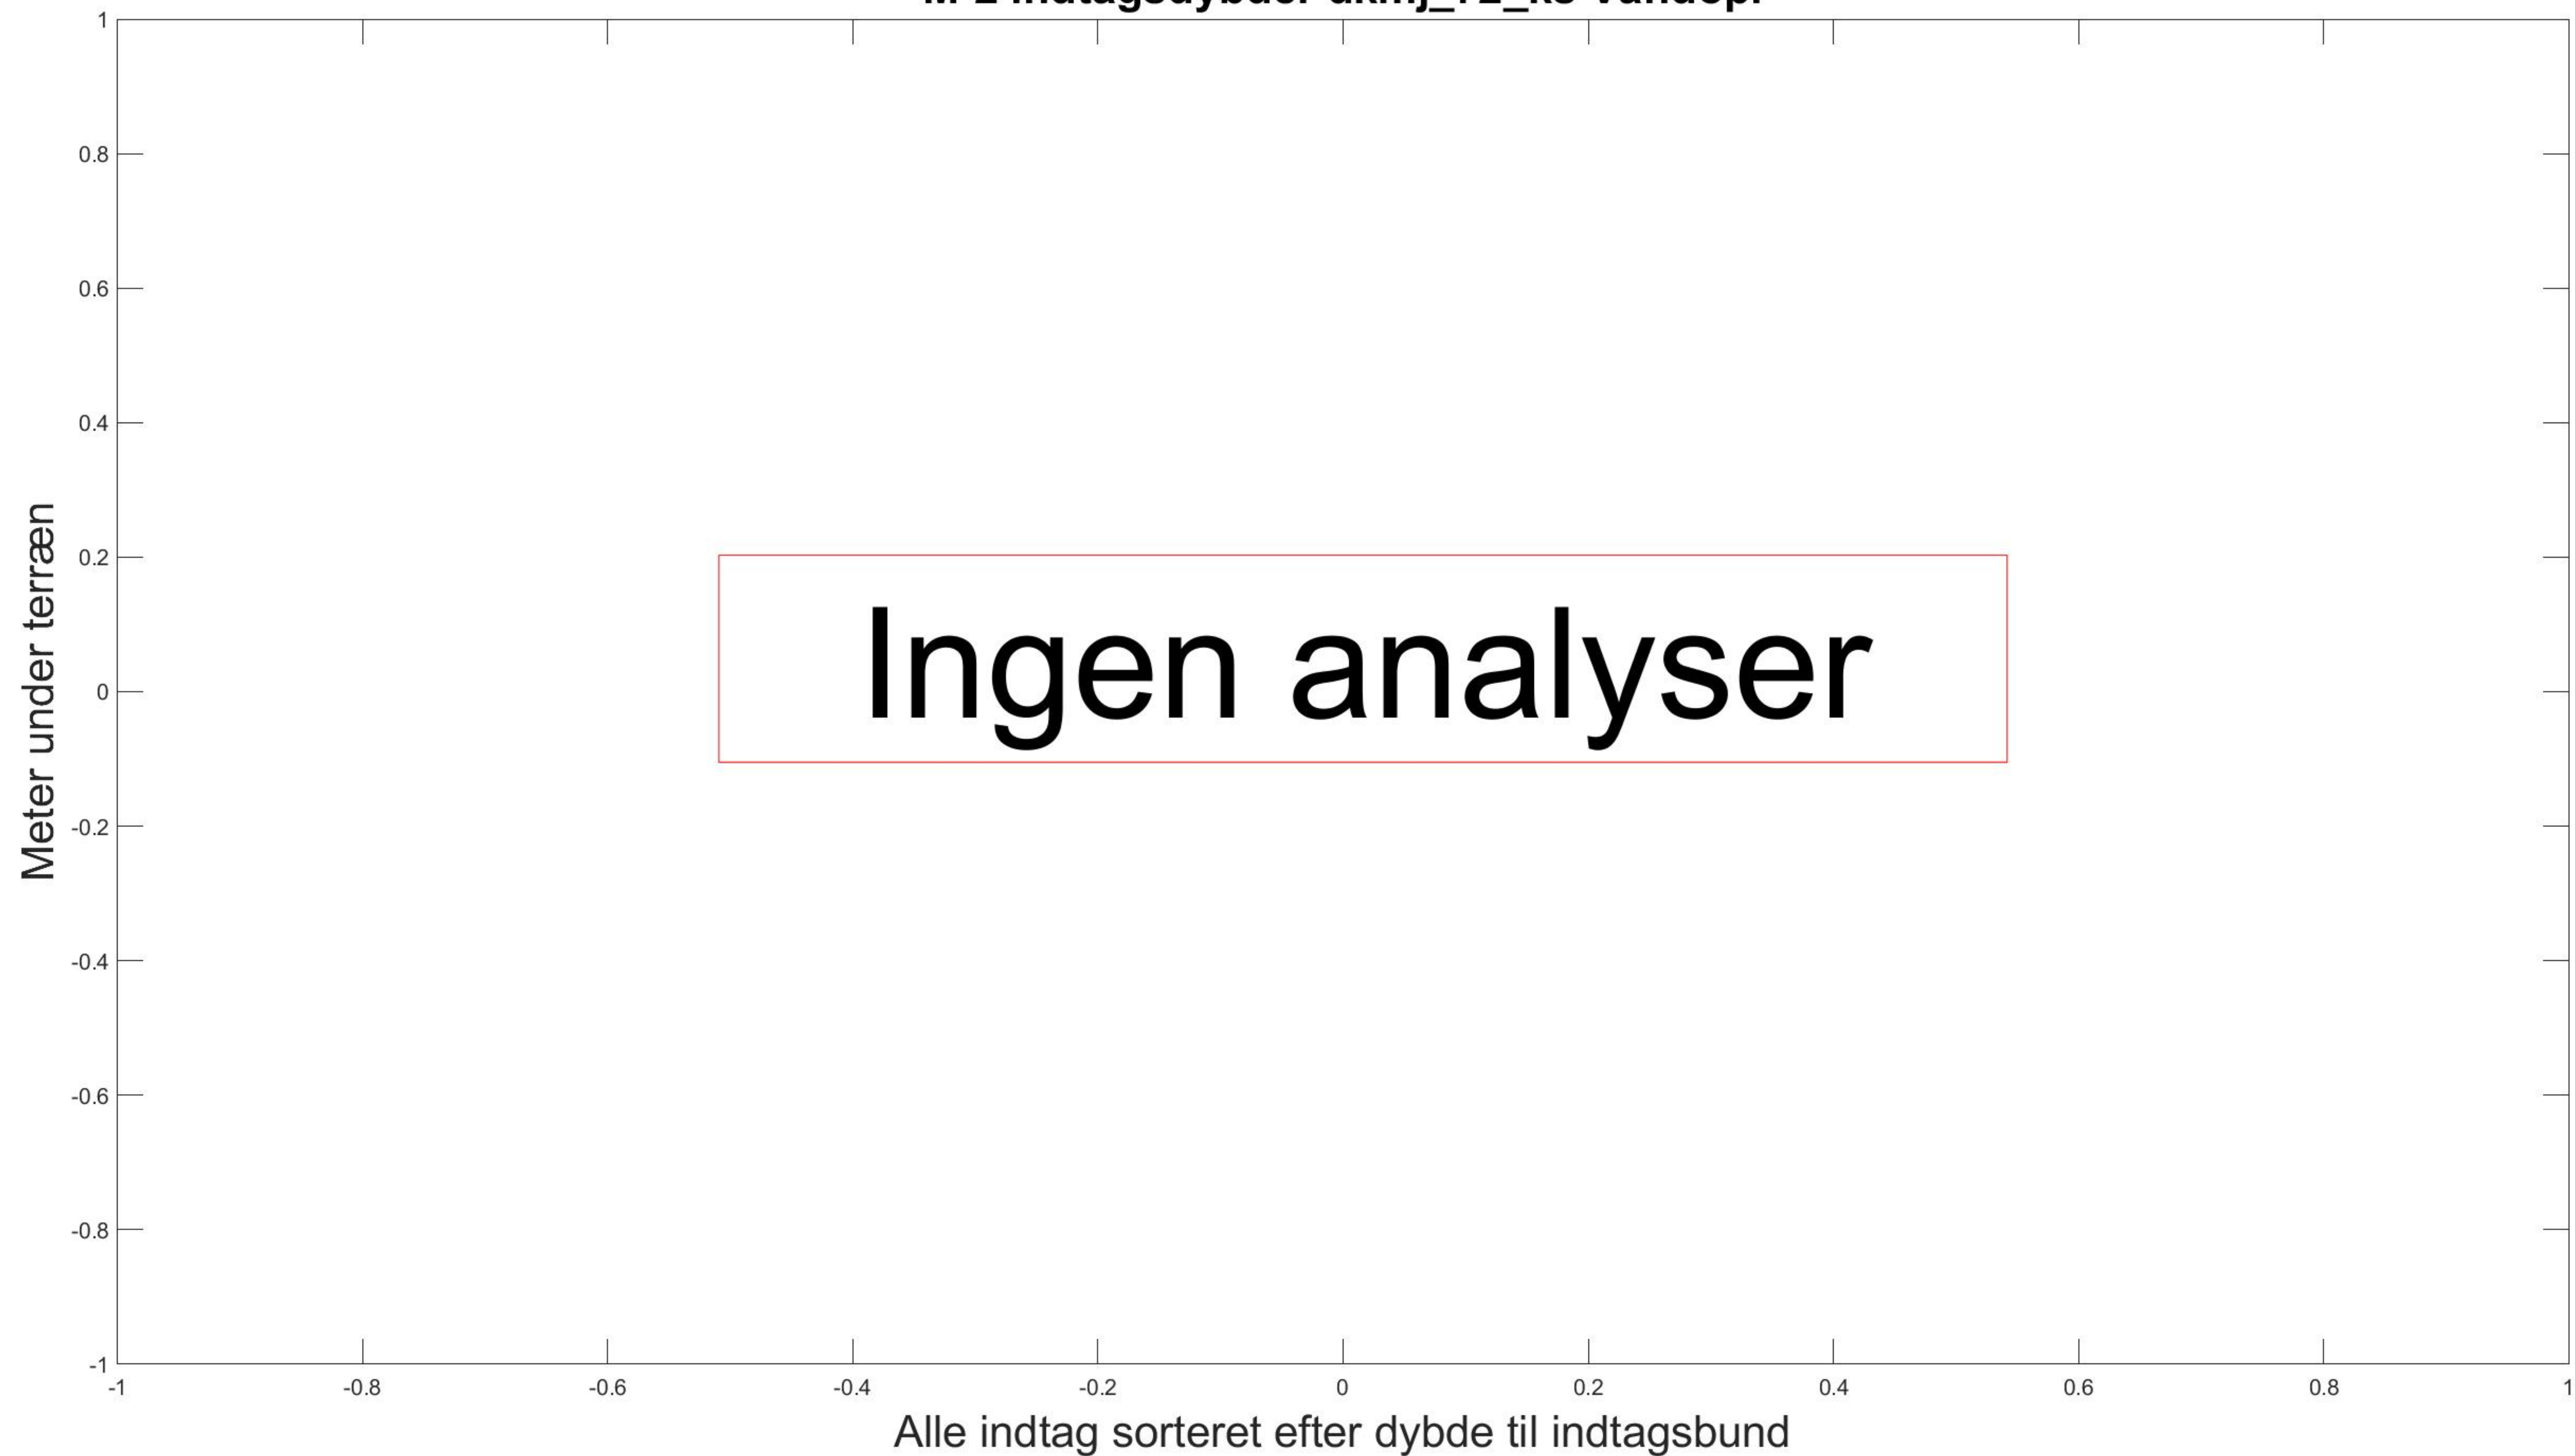 1
0.8
0.6
0.4
0.2
0
-0.2
-0.4
-0.6
-0.8
-1
Meter under terræn
Ingen analyser
-1 -0.8 -0.6 -0.4 -0.2 0 0.2 0.4 0.6 0.8 1
Alle indtag sorteret efter dybde til indtagsbund